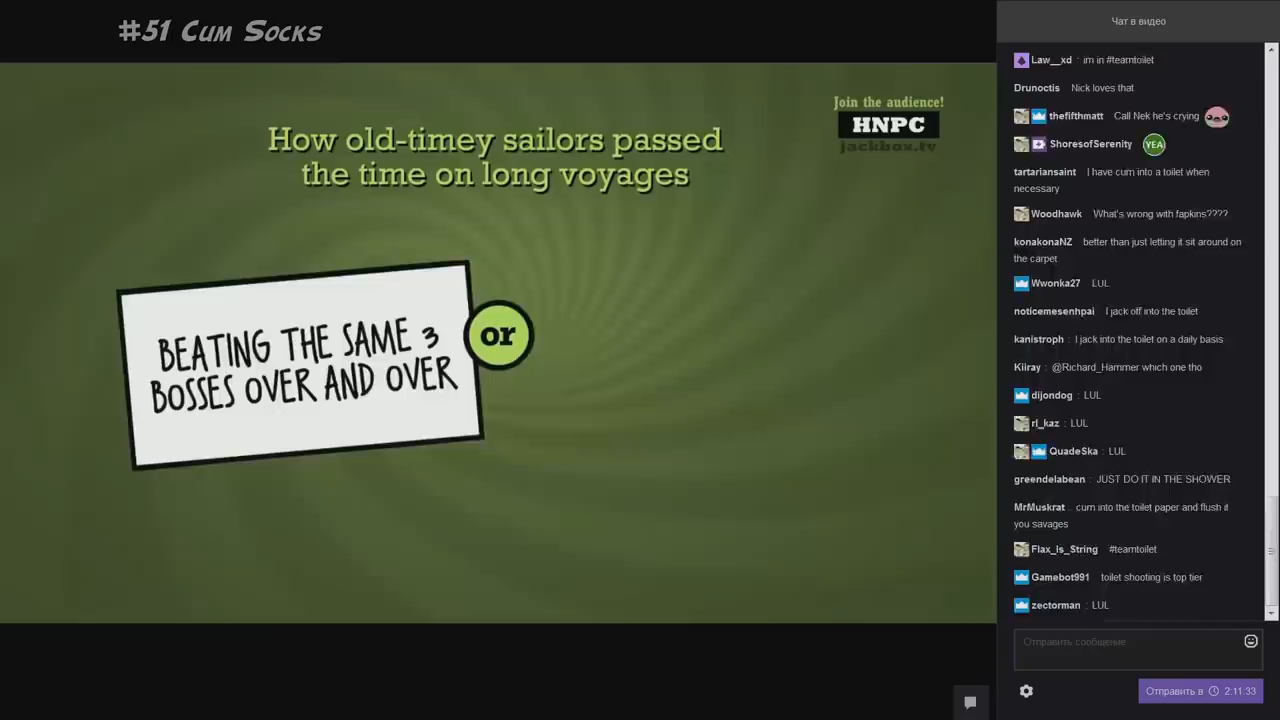 #51 Cum Socks
How old-timey sailors passed
the time on long voyages
Join the audience!
HNPC
jackbox.tv
BEATING THE SAME 3
BOSSES OVER AND OVER
or
Чат в видео
Law__xd : im in #teamtoilet
Drunoctis Nick loves that
thefifthmatt Call Nek he's crying
ShoresofSerenity YEA
tartariansaint I have cum into a toilet when
necessary
Woodhawk What's wrong with fapkins????
konakonaNZ better than just letting it sit around on
the carpet
Wwonka27 LUL
noticemesenhpai I jack off into the toilet
kanistroph : I jack into the toilet on a daily basis
Kiiray : @Richard_Hammer which one tho
dijondog : LUL
rl_kaz : LUL
QuadeSka : LUL
greendelabean : JUST DO IT IN THE SHOWER
MrMuskrat : cum into the toilet paper and flush it
you savages
Flax_is_String #teamtoilet
Gamebot991 toilet shooting is top tier
zectorman : LUL
Отправить сообщение
Отправить в 2:11:33